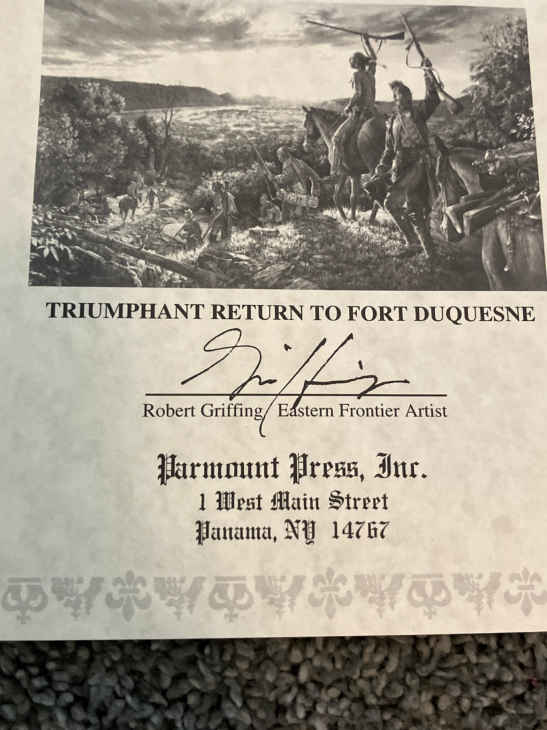 TRIUMPHANT RETURN TO FORT DUQUESNE
Griffing
Robert Griffing Eastern Frontier Artist
Parmount Press, Inc.
1 West Main Street
Panama, NY 14767